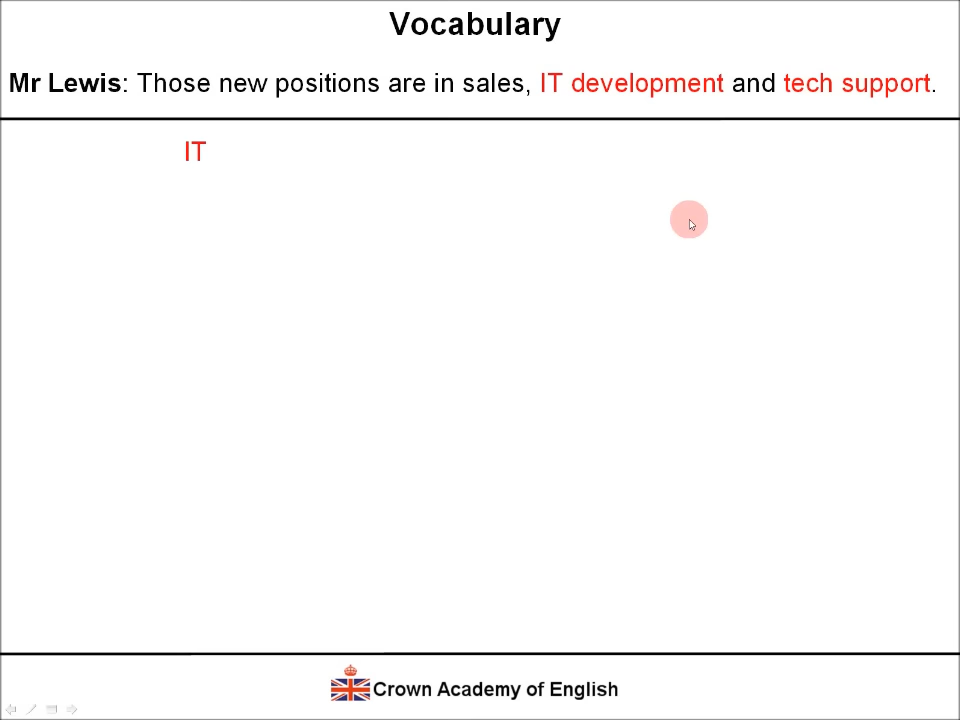 Vocabulary
Mr Lewis: Those new positions are in sales, IT development and tech support.
IT
Crown Academy of English